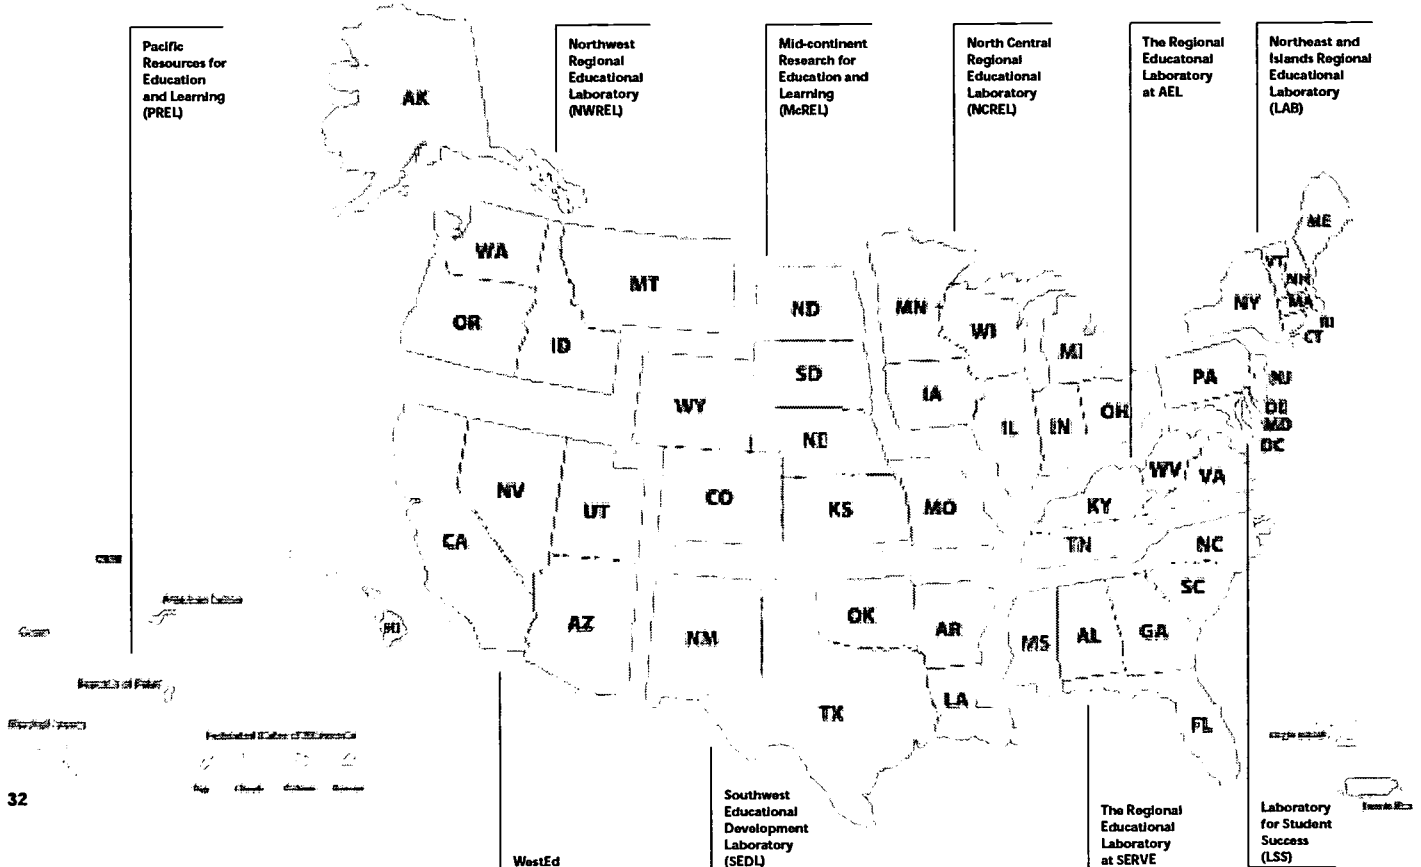 Pacific
Resources for
Education
and Learning
(PREL)
Northwest
Regional
Educational
Laboratory
(NWREL)
Mid-continent
Research for
Education and
Learning
(McREL)
North Central
Regional
Educational
Laboratory
(NCREL)
The Regional
Educatonal
Laboratory
at AEL
Northeast and
Islands Regional
Educational
Laboratory
(LAB)
AK
WA
MT
OR
ID
ND
SD
WY
MN
WI
MI
IA
IL
IN
OH
ME
VT
NH
NY
MA
RI
CT
PA
NJ
DE
MD
DC
NV
UT
CO
KS
MO
KY
WV
VA
CA
AZ
NM
OK
AR
TN
NC
SC
MS
AL
GA
HI
TX
LA
FL
32
WestEd
Southwest
Educational
Development
Laboratory
(SEDL)
The Regional
Educational
Laboratory
at SERVE
Laboratory
for Student
Success
(LSS)